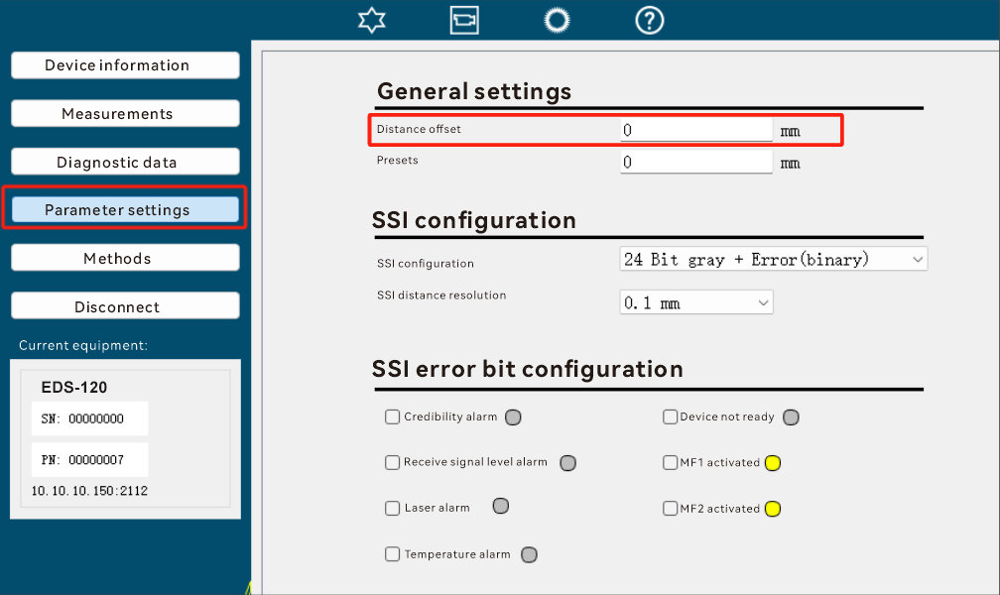 ?
Device information
Measurements
Diagnostic data
Parameter settings
Methods
Disconnect
Current equipment:
EDS-120
SN: 00000000
PN: 00000007
10.10.10.150:2112
General settings
Distance offset 0 mm
Presets 0 mm
SSI configuration
SSI configuration 24 Bit gray + Error(binary)
SSI distance resolution 0.1 mm
SSI error bit configuration
Credibility alarm Device not ready
Receive signal level alarm MF1 activated
Laser alarm MF2 activated
Temperature alarm